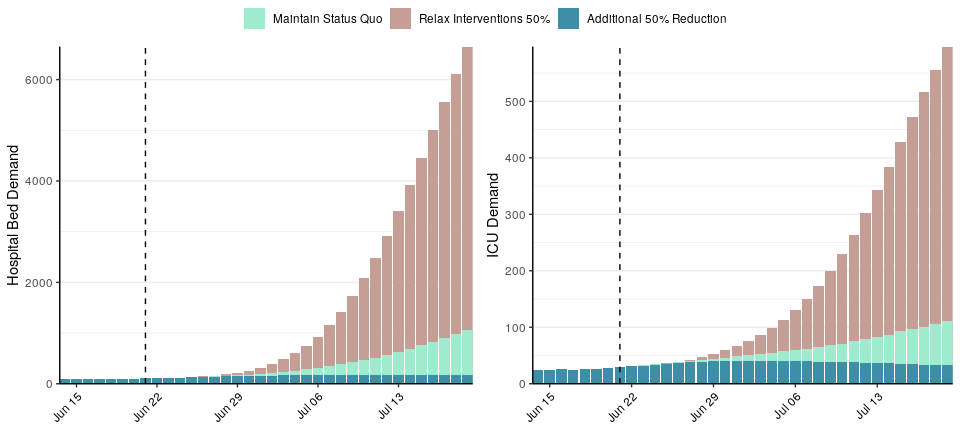 Maintain Status Quo
Relax Interventions 50%
Additional 50% Reduction
Hospital Bed Demand
6000
4000
2000
0
Jun 15
Jun 22
Jun 29
Jul 06
Jul 13
ICU Demand
500
400
300
200
100
0
Jun 15
Jun 22
Jun 29
Jul 06
Jul 13